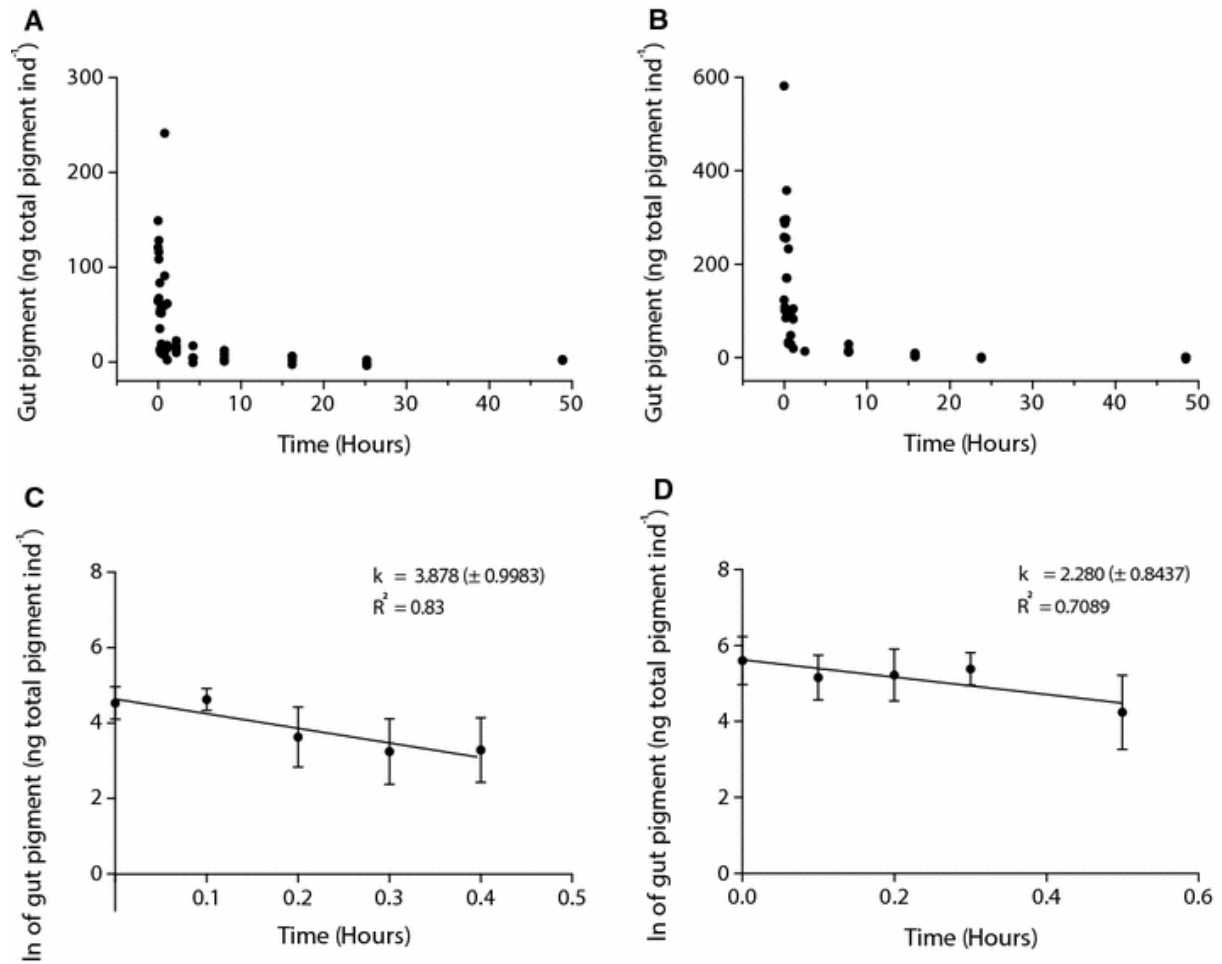 A
Gut pigment (ng total pigment ind⁻¹)
300
200
100
0
0 10 20 30 40 50
Time (Hours)
B
Gut pigment (ng total pigment ind⁻¹)
600
400
200
0
0 10 20 30 40 50
Time (Hours)
C
ln of gut pigment (ng total pigment ind⁻¹)
k = 3.878 (± 0.9983)
R² = 0.83
8
6
4
2
0
0.1 0.2 0.3 0.4 0.5
Time (Hours)
D
ln of gut pigment (ng total pigment ind⁻¹)
k = 2.280 (± 0.8437)
R² = 0.7089
8
6
4
2
0
0.0 0.2 0.4 0.6
Time (Hours)